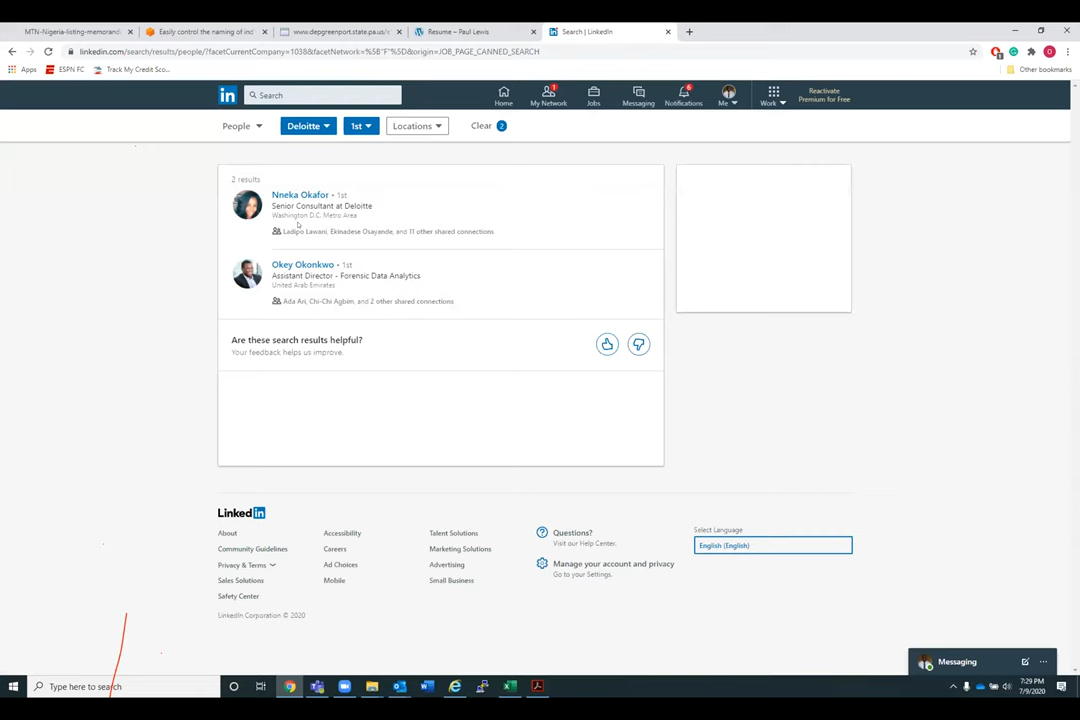 MTN-Nigeria-listing-memorand
Easily control the naming of ind
www.depgreenport.state.pa.us/e
Resume – Paul Lewis
Search | LinkedIn
linkedin.com/search/results/people/?facetCurrentCompany=1038&facetNetwork=%5B"F"%5D&origin=JOB_PAGE_CANNED_SEARCH
Apps
ESPN FC
Track My Credit Sco...
Other bookmarks
in
Search
Home
My Network
Jobs
Messaging
Notifications
Me
Work
Reactivate
Premium for Free
People
Deloitte
1st
Locations
Clear 2
2 results
Nneka Okafor • 1st
Senior Consultant at Deloitte
Washington D.C. Metro Area
Ladipo Lawani, Ekinadese Osayande, and 11 other shared connections
Okey Okonkwo • 1st
Assistant Director - Forensic Data Analytics
United Arab Emirates
Ada Ari, Chi-Chi Agbim, and 2 other shared connections
Are these search results helpful?
Your feedback helps us improve.
Linked in
About
Accessibility
Talent Solutions
Questions?
Visit our Help Center.
Select Language
English (English)
Community Guidelines
Careers
Marketing Solutions
Privacy & Terms
Ad Choices
Advertising
Manage your account and privacy
Go to your Settings.
Sales Solutions
Mobile
Small Business
Safety Center
LinkedIn Corporation © 2020
Messaging
Type here to search
7:29 PM
7/9/2020